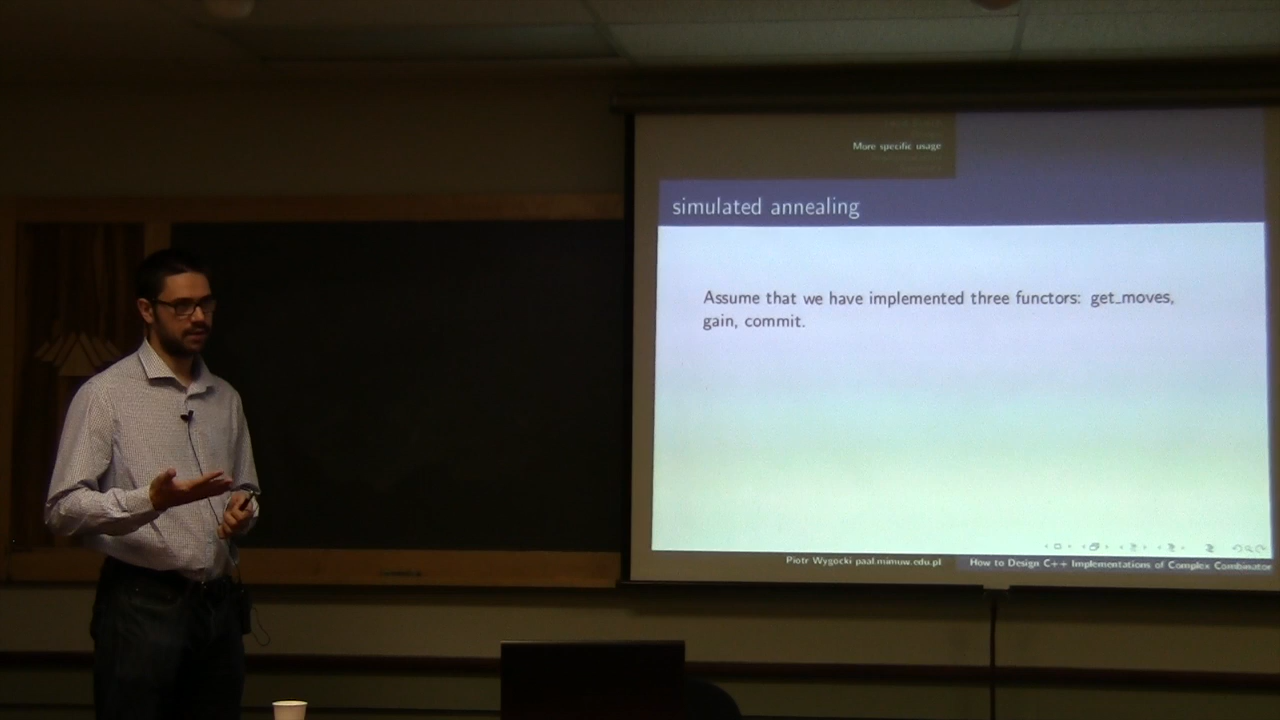 More specific usage
simulated annealing
Assume that we have implemented three functors: get_moves,
gain, commit.
Piotr Wygocki paal.mimuw.edu.pl
How to Design C++ Implementations of Complex Combinator